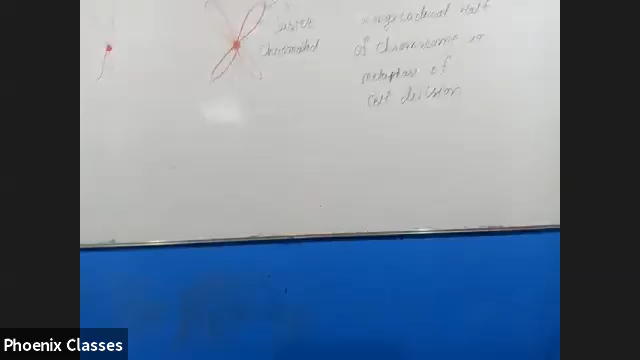 sister
Chromatid
longitudinal half
of Chromosome in
metaphase of
Cell division
Phoenix Classes